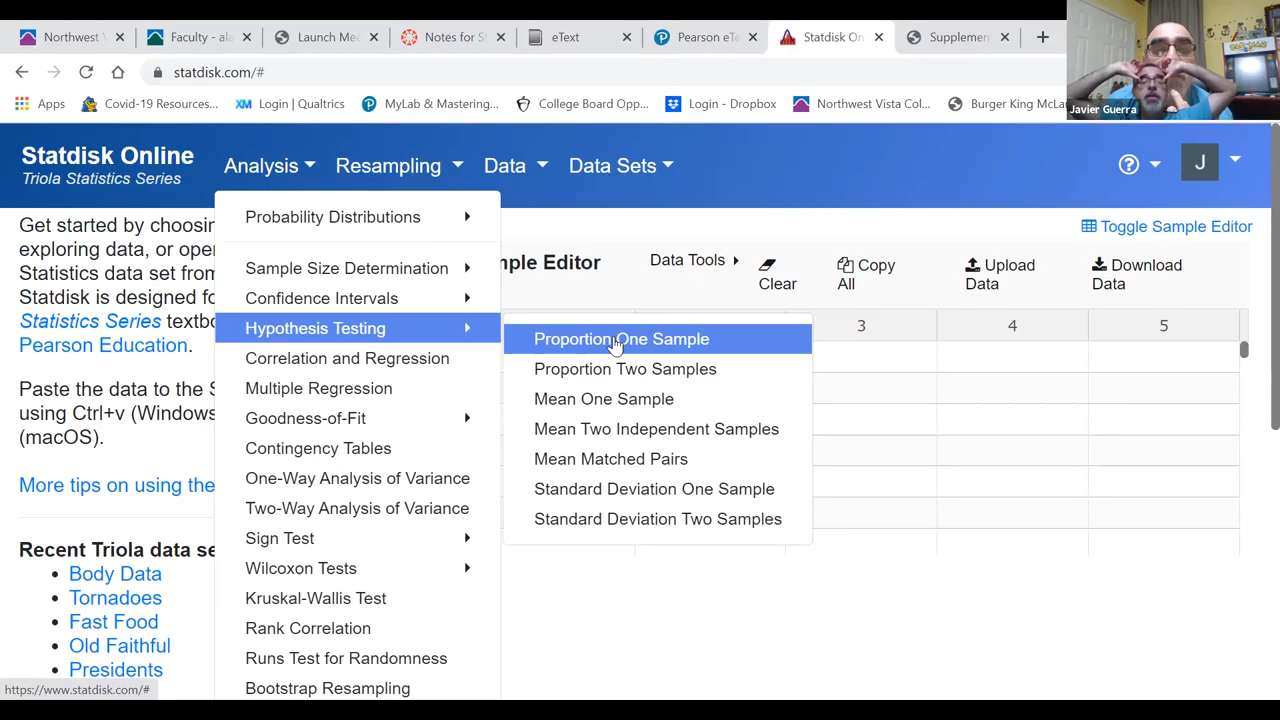 Northwest V
Faculty - ala
Launch Mee
Notes for S
eText
Pearson eTe
Statdisk On
Supplemen
statdisk.com/#
Apps
Covid-19 Resources...
XM Login | Qualtrics
MyLab & Mastering...
College Board Opp...
Login - Dropbox
Northwest Vista Col...
Burger King McLa
Javier Guerra
Statdisk Online
Triola Statistics Series
Analysis
Resampling
Data
Data Sets
J
Get started by choosin
exploring data, or open
Statistics data set from
Statdisk is designed fo
Statistics Series textbo
Pearson Education.
Paste the data to the S
using Ctrl+v (Windows
(macOS).
More tips on using the
Recent Triola data se
Body Data
Tornadoes
Fast Food
Old Faithful
Presidents
https://www.statdisk.com/#
Probability Distributions
Sample Size Determination
Confidence Intervals
Hypothesis Testing
Correlation and Regression
Multiple Regression
Goodness-of-Fit
Contingency Tables
One-Way Analysis of Variance
Two-Way Analysis of Variance
Sign Test
Wilcoxon Tests
Kruskal-Wallis Test
Rank Correlation
Runs Test for Randomness
Bootstrap Resampling
Proportion One Sample
Proportion Two Samples
Mean One Sample
Mean Two Independent Samples
Mean Matched Pairs
Standard Deviation One Sample
Standard Deviation Two Samples
Toggle Sample Editor
mple Editor
Data Tools
Clear
Copy
All
Upload
Data
Download
Data
3
4
5